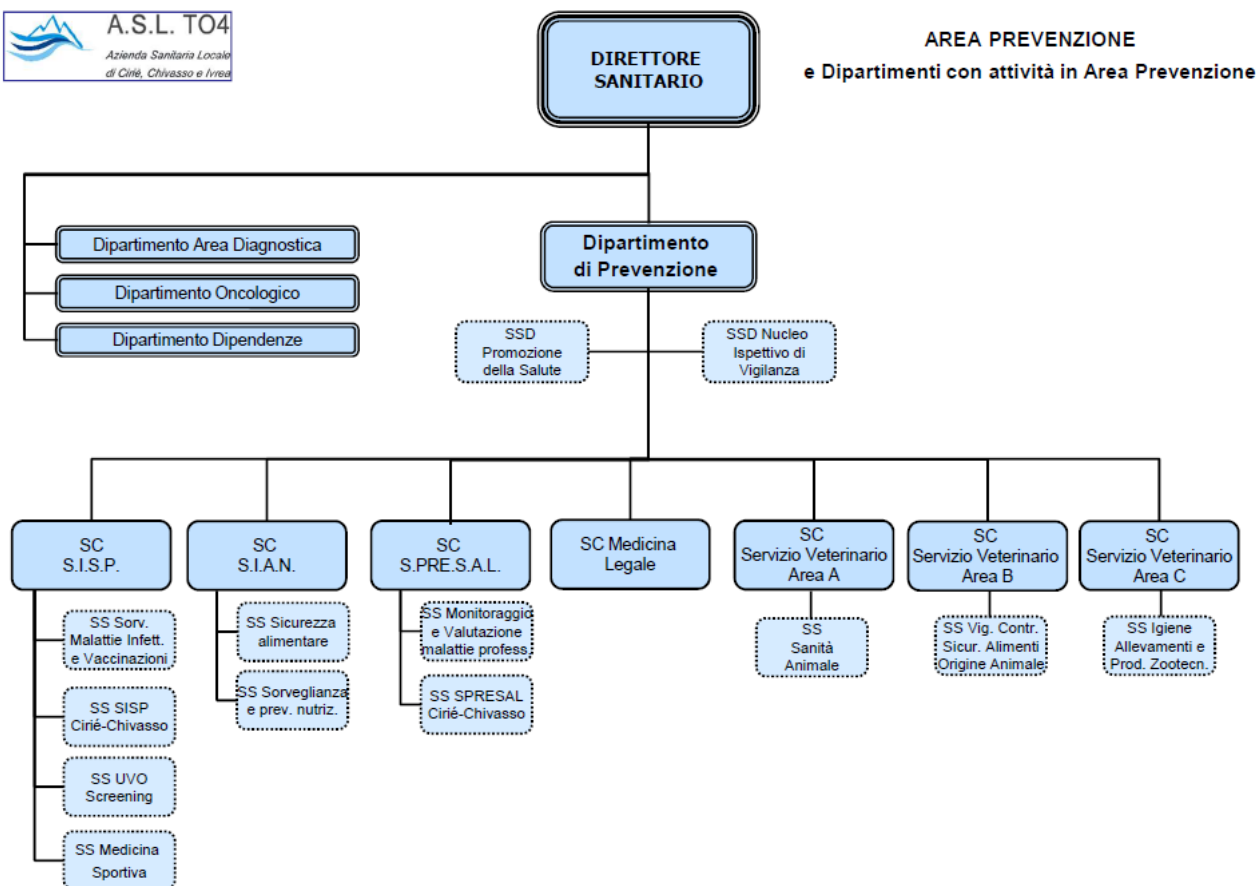 A.S.L. TO4
Azienda Sanitaria Locale
di Cirié, Chivasso e Ivrea
DIRETTORE
SANITARIO
AREA PREVENZIONE
e Dipartimenti con attività in Area Prevenzione
Dipartimento Area Diagnostica
Dipartimento Oncologico
Dipartimento Dipendenze
Dipartimento
di Prevenzione
SSD
Promozione
della Salute
SSD Nucleo
Ispettivo di
Vigilanza
SC
S.I.S.P.
SC
S.I.A.N.
SC
S.PRE.S.A.L.
SC Medicina
Legale
SC
Servizio Veterinario
Area A
SC
Servizio Veterinario
Area B
SC
Servizio Veterinario
Area C
SS Sorv.
Malattie Infett.
e Vaccinazioni
SS SISP
Cirié-Chivasso
SS UVO
Screening
SS Medicina
Sportiva
SS Sicurezza
alimentare
SS Sorveglianza
e prev. nutriz.
SS Monitoraggio
e Valutazione
malattie profess.
SS SPRESAL
Cirié-Chivasso
SS
Sanità
Animale
SS Vig. Contr.
Sicur. Alimenti
Origine Animale
SS Igiene
Allevamenti e
Prod. Zootecn.